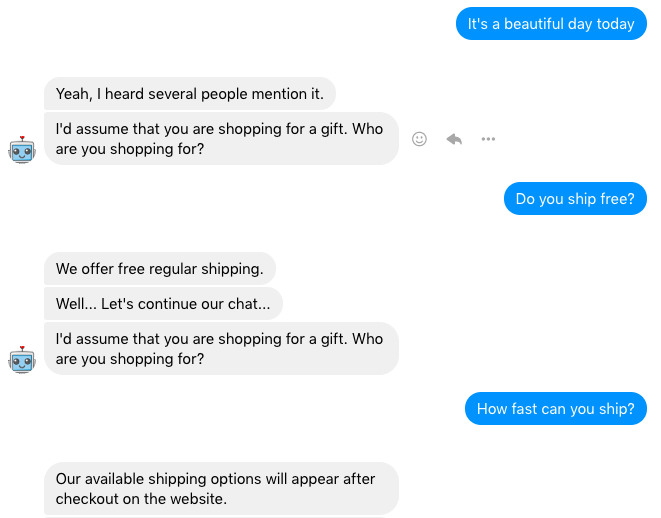 It's a beautiful day today
Yeah, I heard several people mention it.
I'd assume that you are shopping for a gift. Who
are you shopping for?
Do you ship free?
We offer free regular shipping.
Well... Let's continue our chat...
I'd assume that you are shopping for a gift. Who
are you shopping for?
How fast can you ship?
Our available shipping options will appear after
checkout on the website.